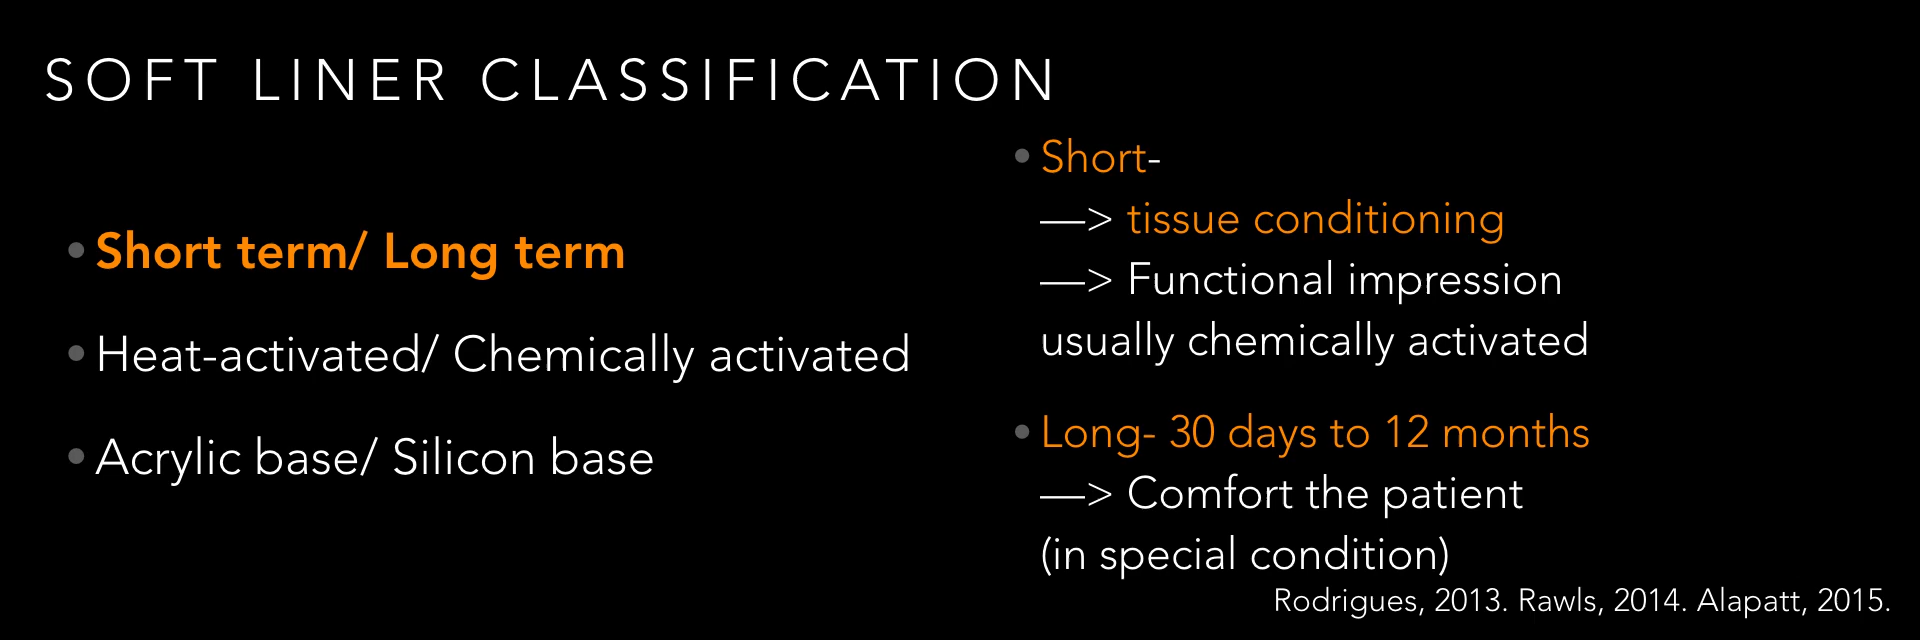 SOFT LINER CLASSIFICATION
• Short term/ Long term
• Heat-activated/ Chemically activated
• Acrylic base/ Silicon base
• Short-
—> tissue conditioning
—> Functional impression
usually chemically activated
• Long- 30 days to 12 months
—> Comfort the patient
(in special condition)
Rodrigues, 2013. Rawls, 2014. Alapatt, 2015.